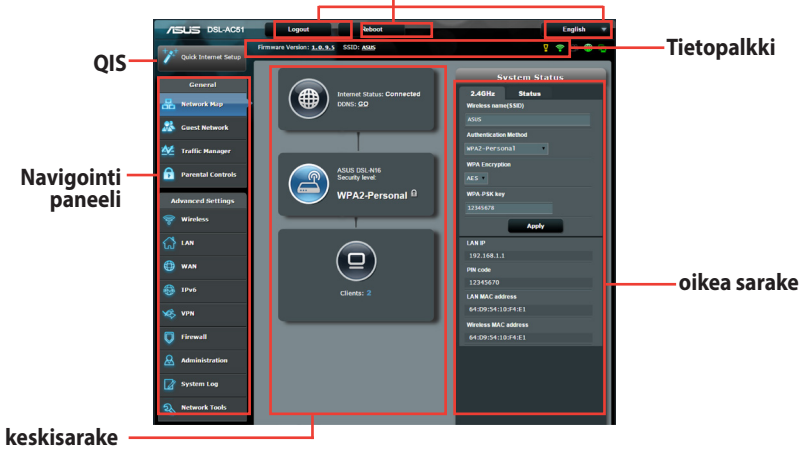 ASUS DSL-AC51
Logout
Reboot
English
Quick Internet Setup
Firmware Version: 1.0.9.5 SSID: ASUS
Tietopalkki
QIS
General
Network Map
Guest Network
Traffic Manager
Parental Controls
Navigointi
paneeli
Advanced Settings
Wireless
LAN
WAN
IPv6
VPN
Firewall
Administration
System Log
Network Tools
Internet Status: Connected
DDNS: GO
ASUS DSL-N16
Security level:
WPA2-Personal
Clients: 2
System Status
2.4GHz Status
Wireless name(SSID)
ASUS
Authentication Method
WPA2-Personal
WPA Encryption
AES
WPA-PSK key
12345678
Apply
LAN IP
192.168.1.1
PIN code
12345670
LAN MAC address
64:D9:54:10:F4:E1
Wireless MAC address
64:D9:54:10:F4:E1
oikea sarake
keskisarake